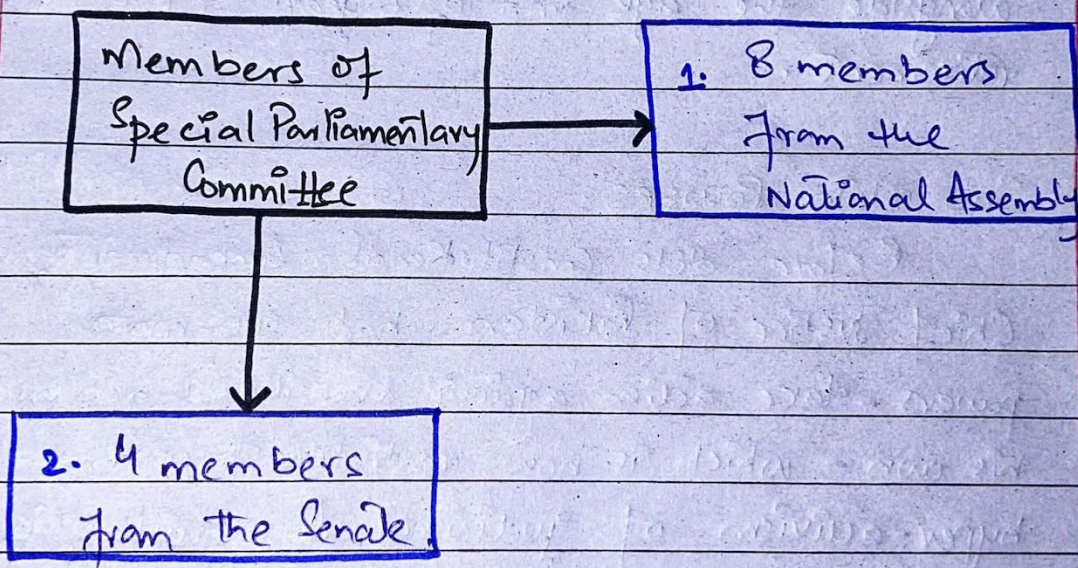 Members of
Special Parliamentary
Committee
1. 8 members
from the
National Assembly
2. 4 members
from the Senate.